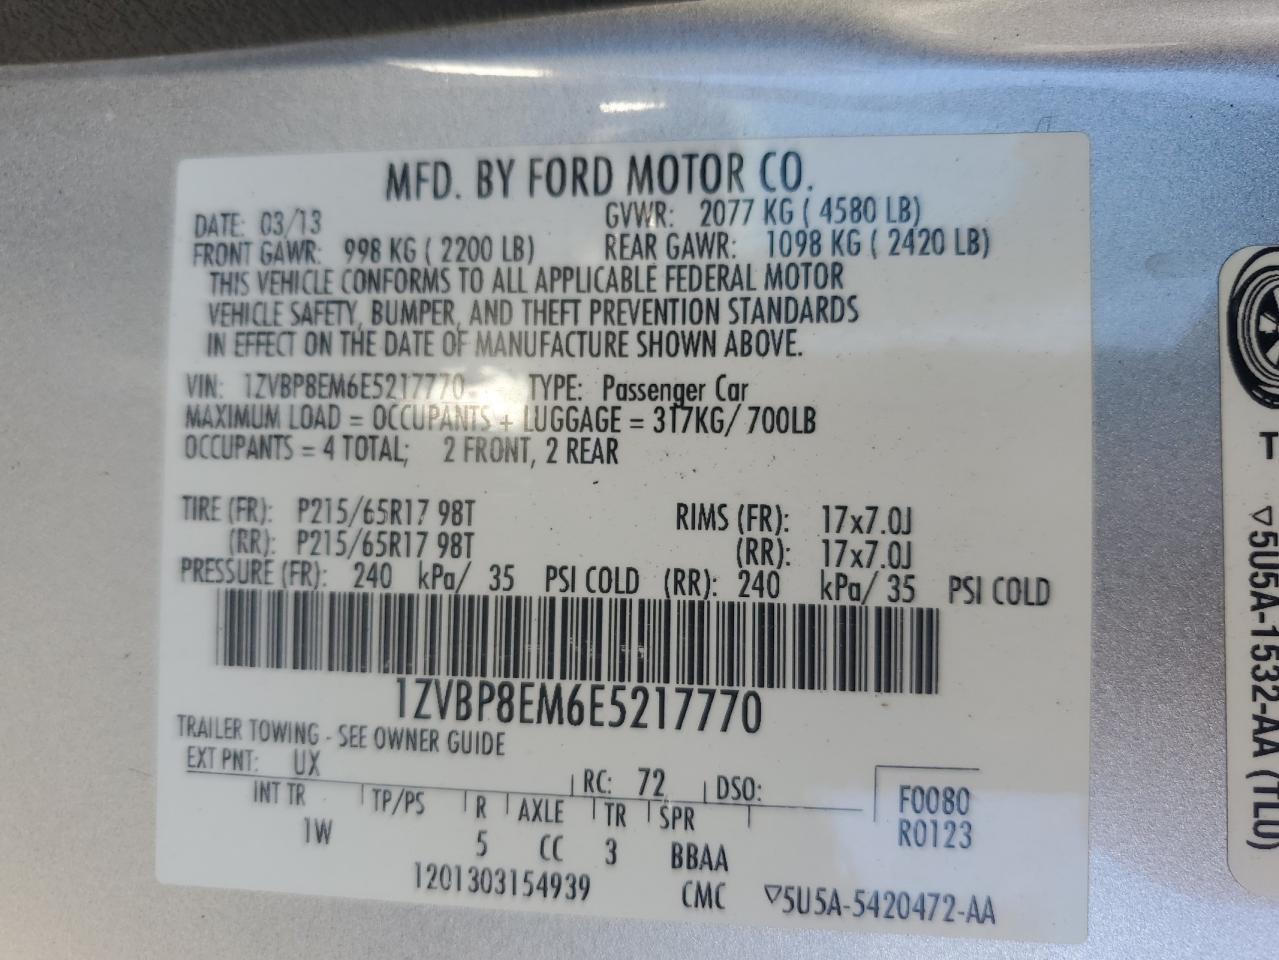 MFD. BY FORD MOTOR CO.
DATE: 03/13 GVWR: 2077 KG ( 4580 LB)
FRONT GAWR: 998 KG ( 2200 LB) REAR GAWR: 1098 KG ( 2420 LB)
THIS VEHICLE CONFORMS TO ALL APPLICABLE FEDERAL MOTOR
VEHICLE SAFETY, BUMPER, AND THEFT PREVENTION STANDARDS
IN EFFECT ON THE DATE OF MANUFACTURE SHOWN ABOVE.
VIN: 1ZVBP8EM6E5217770 TYPE: Passenger Car
MAXIMUM LOAD = OCCUPANTS + LUGGAGE = 317KG/ 700LB
OCCUPANTS = 4 TOTAL; 2 FRONT, 2 REAR
TIRE (FR): P215/65R17 98T RIMS (FR): 17x7.0J
(RR): P215/65R17 98T (RR): 17x7.0J
PRESSURE (FR): 240 kPa/ 35 PSI COLD (RR): 240 kPa/ 35 PSI COLD
1ZVBP8EM6E5217770
TRAILER TOWING - SEE OWNER GUIDE
EXT PNT: UX RC: 72 DSO:
INT TR TP/PS R AXLE TR SPR F0080
1W 5 CC 3 BBAA R0123
1201303154939 CMC ▽5U5A-5420472-AA
T
▽5U5A-1532-AA (TL0)